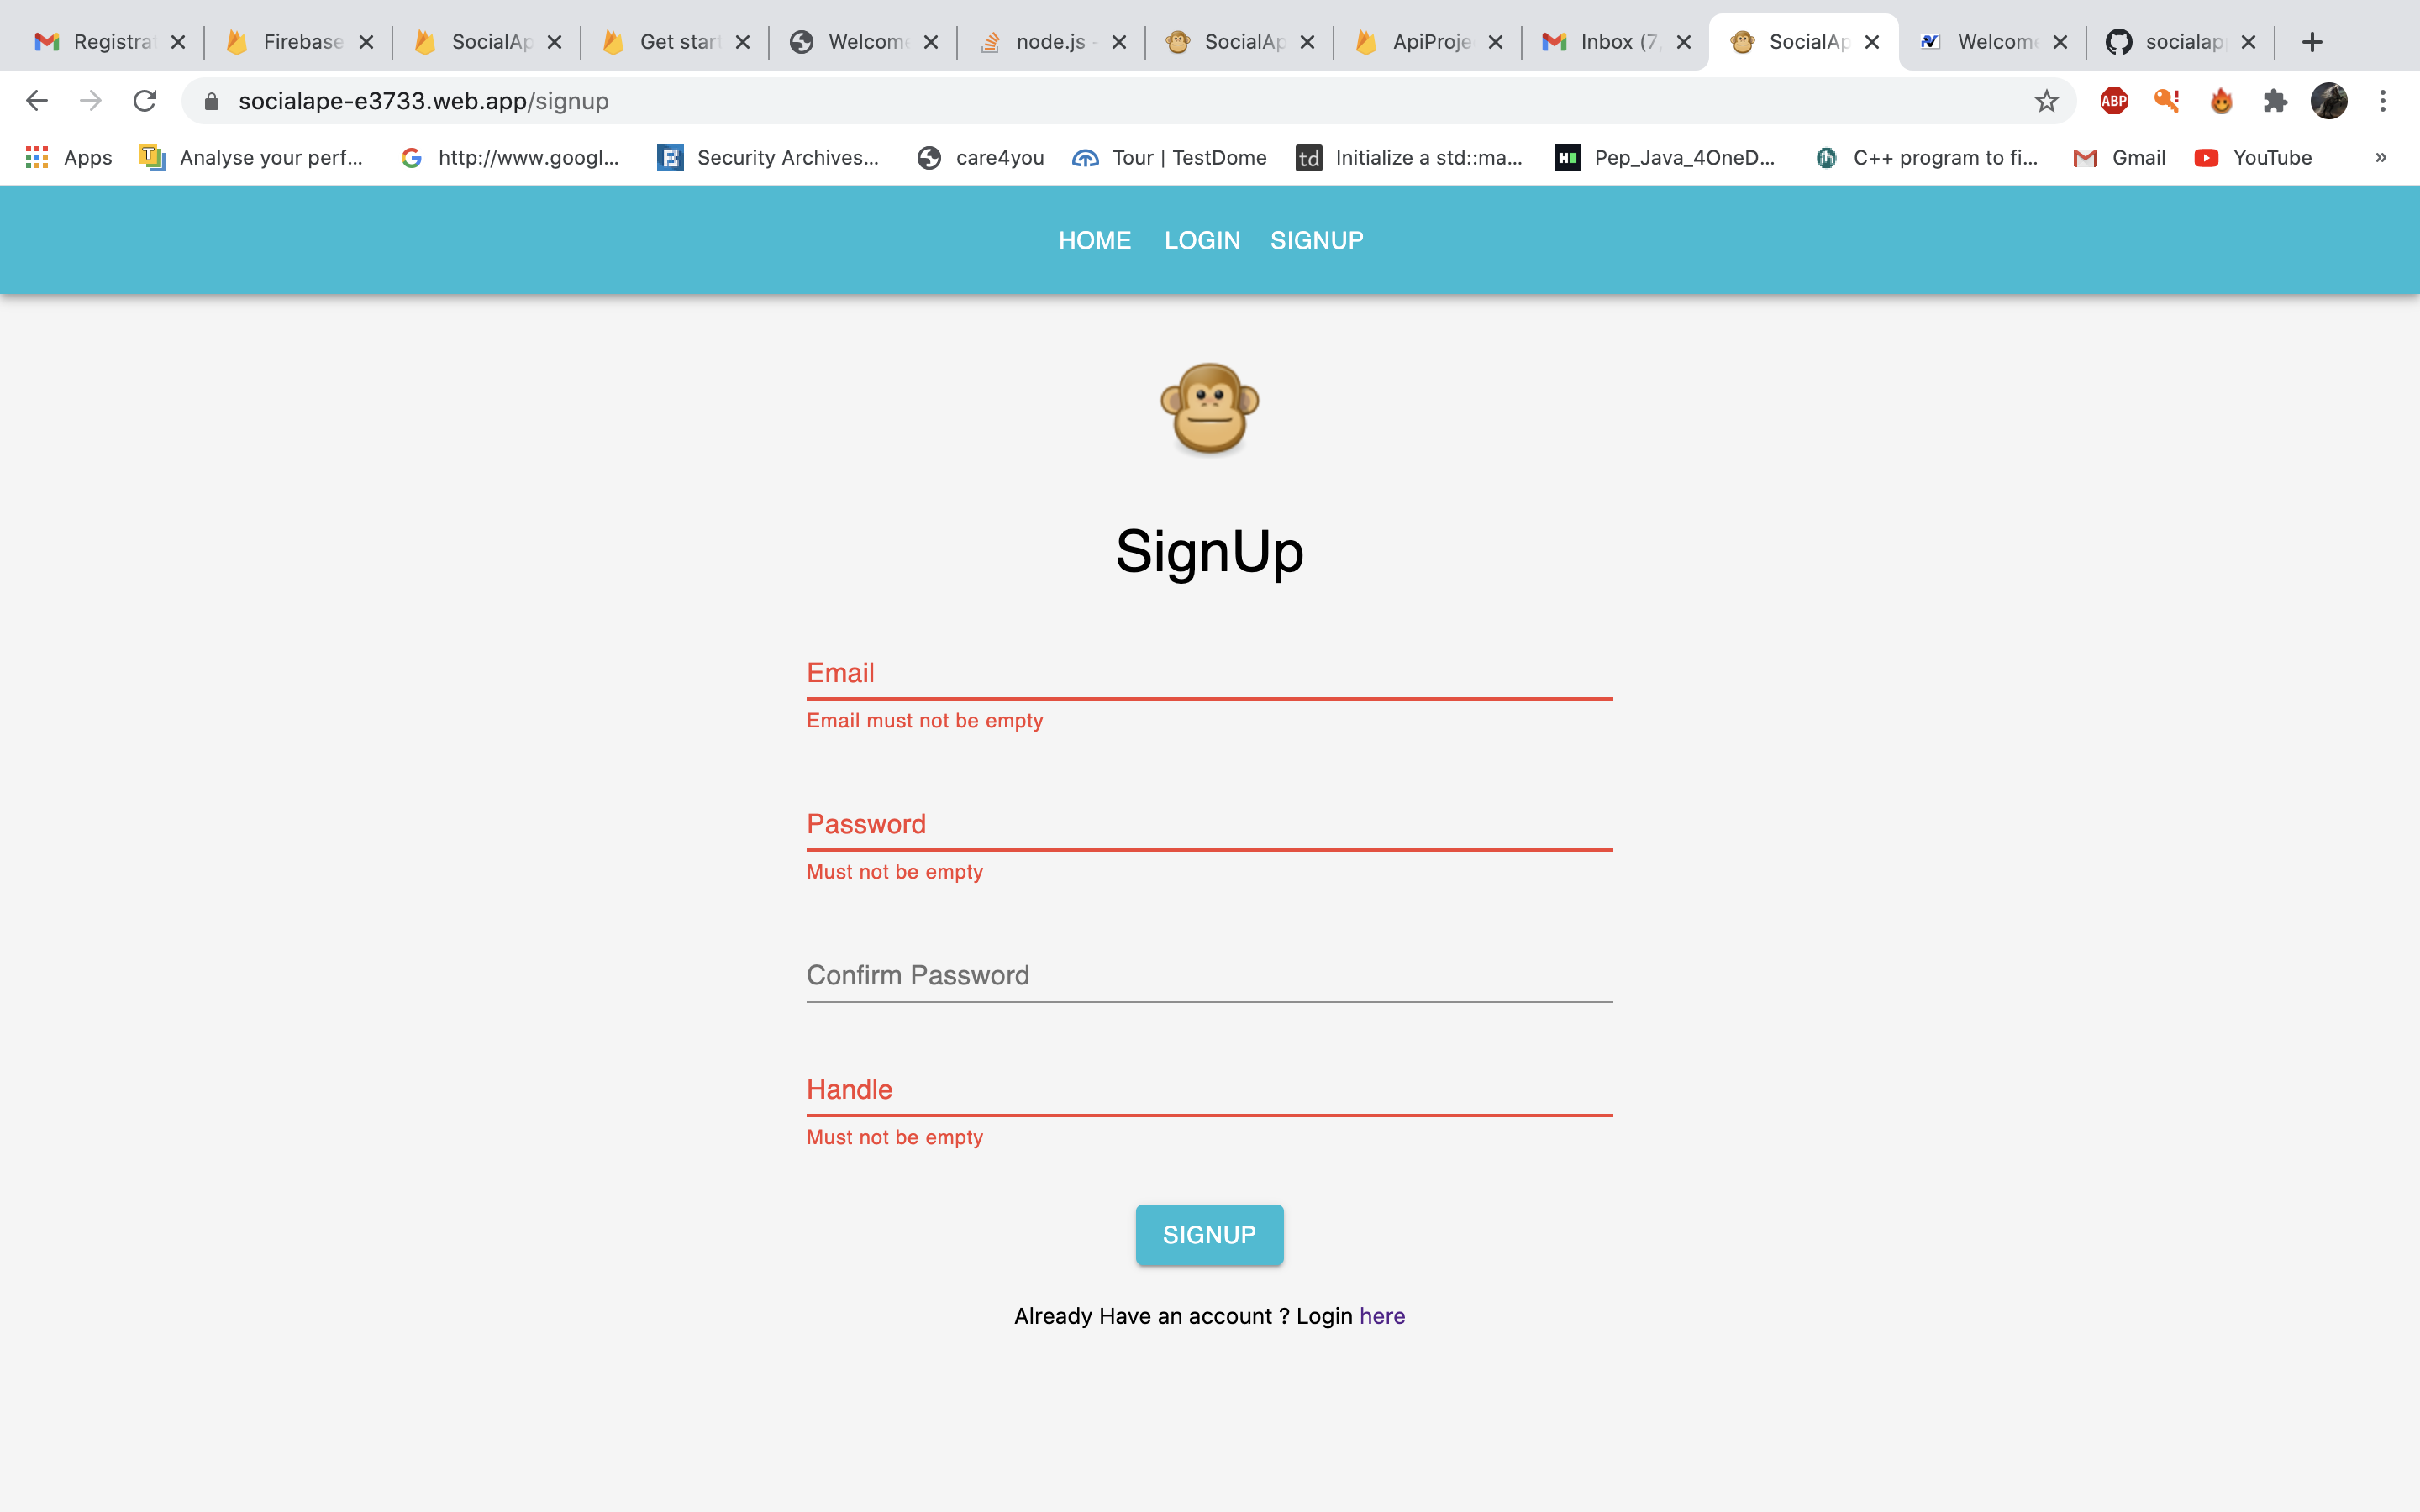 Registrat Firebase SocialAp Get start Welcome node.js - SocialAp ApiProje Inbox (7, SocialAp Welcome socialap
socialape-e3733.web.app/signup ABP
Apps Analyse your perf... http://www.googl... Security Archives... care4you Tour | TestDome td Initialize a std::ma... Pep_Java_4OneD... C++ program to fi... Gmail YouTube »
HOME LOGIN SIGNUP
SignUp
Email
Email must not be empty
Password
Must not be empty
Confirm Password
Handle
Must not be empty
SIGNUP
Already Have an account ? Login here